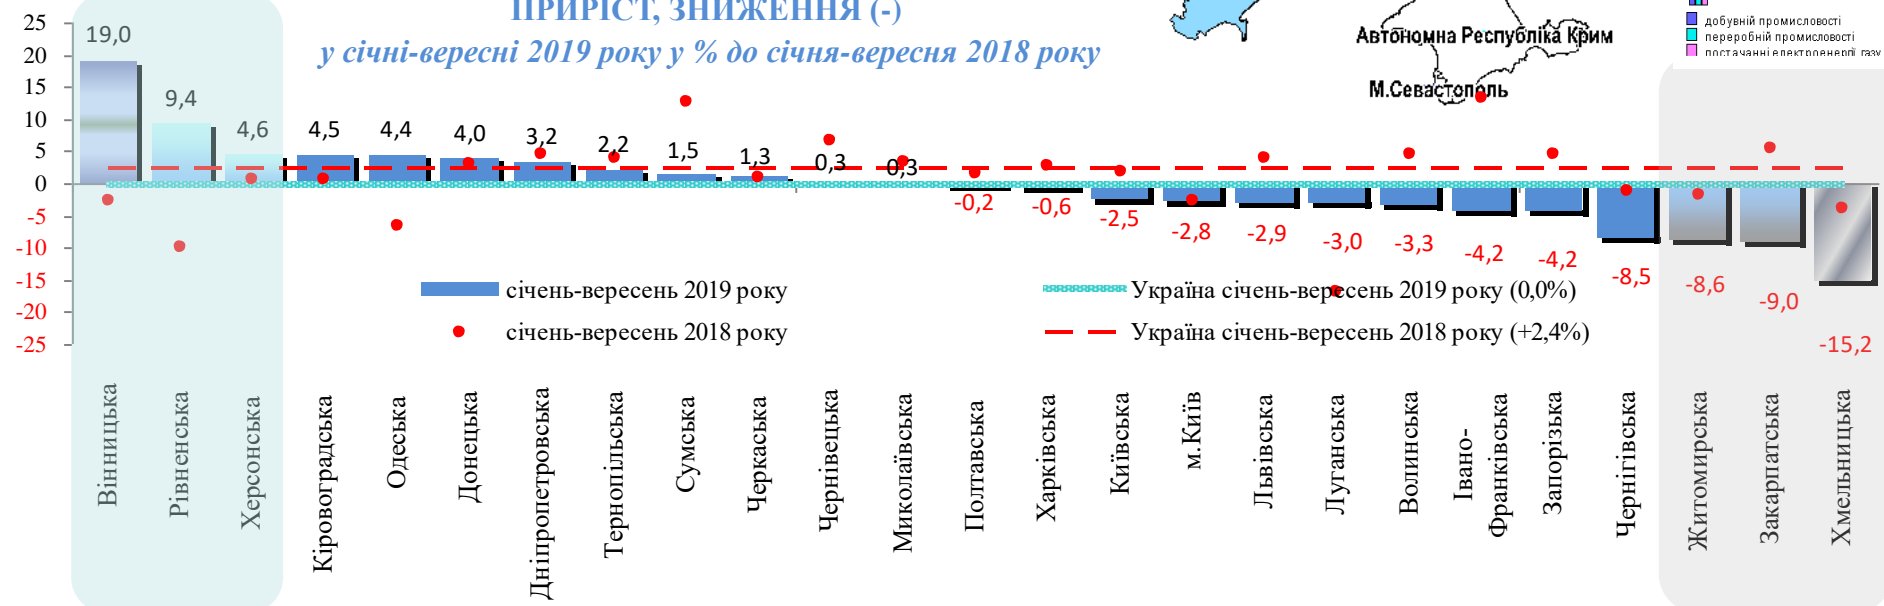 ПРИРІСТ, ЗНИЖЕННЯ (-)
у січні-вересні 2019 року у % до січня-вересня 2018 року
Автономна Республіка Крим
М.Севастополь
добувній промисловості
переробній промисловості
постачанні електроенергії газу
25
20
15
10
5
0
-5
-10
-15
-20
-25
19,0
9,4
4,6
4,5
4,4
4,0
3,2
2,2
1,5
1,3
0,3
0,3
-0,2
-0,6
-2,5
-2,8
-2,9
-3,0
-3,3
-4,2
-4,2
-8,5
-8,6
-9,0
-15,2
січень-вересень 2019 року
Україна січень-вересень 2019 року (0,0%)
січень-вересень 2018 року
Україна січень-вересень 2018 року (+2,4%)
Вінницька
Рівненська
Херсонська
Кіровоградська
Одеська
Донецька
Дніпропетровська
Тернопільська
Сумська
Черкаська
Чернівецька
Миколаївська
Полтавська
Харківська
Київська
м.Київ
Львівська
Луганська
Волинська
Івано-
Франківська
Запорізька
Чернігівська
Житомирська
Закарпатська
Хмельницька